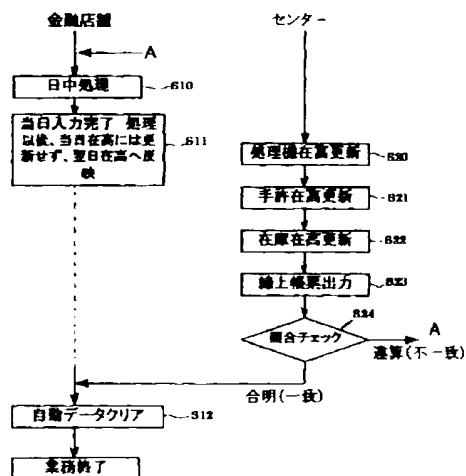 金融店舗
センター
A
日中処理
S10
当日入力完了 処理
以後、当日在高には更
新せず、翌日在高へ反
映
S11
処理機在高更新
S20
手許在高更新
S21
在庫在高更新
S22
繰上帳票出力
S23
照合チェック
S24
A
違算(不一致)
合明(一致)
自動データクリア
S12
業務終了